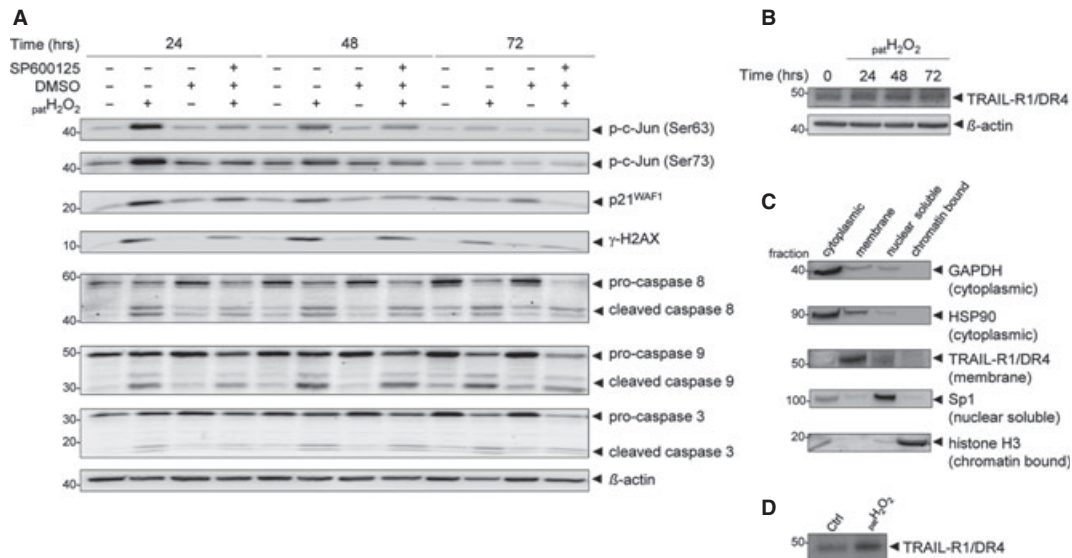 A
Time (hrs) 24 48 72
SP600125 – – – + – – – + – – – +
DMSO – – + + – – + + – – + +
patH2O2 – + – + – + – + – + – +
40 p-c-Jun (Ser63)
40 p-c-Jun (Ser73)
20 p21WAF1
10 γ-H2AX
60 pro-caspase 8
40 cleaved caspase 8
50 pro-caspase 9
30 cleaved caspase 9
30 pro-caspase 3
20 cleaved caspase 3
40 ß-actin
B
patH2O2
Time (hrs) 0 24 48 72
50 TRAIL-R1/DR4
40 ß-actin
C
fraction cytoplasmic membrane nuclear soluble chromatin bound
40 GAPDH
(cytoplasmic)
90 HSP90
(cytoplasmic)
50 TRAIL-R1/DR4
(membrane)
100 Sp1
(nuclear soluble)
20 histone H3
(chromatin bound)
D
Ctrl patH2O2
50 TRAIL-R1/DR4